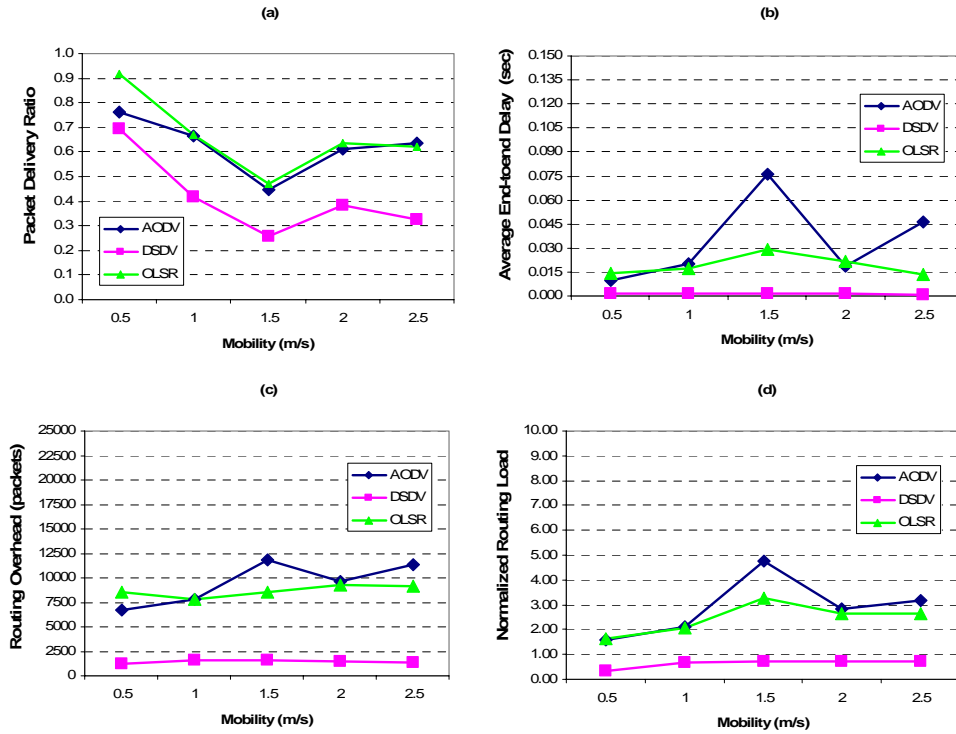 (a)
Packet Delivery Ratio
1.0
0.9
0.8
0.7
0.6
0.5
0.4
0.3
0.2
0.1
0.0
AODV
DSDV
OLSR
0.5 1 1.5 2 2.5
Mobility (m/s)
(b)
Average End-toend Delay (sec)
0.150
0.135
0.120
0.105
0.090
0.075
0.060
0.045
0.030
0.015
0.000
AODV
DSDV
OLSR
0.5 1 1.5 2 2.5
Mobility (m/s)
(c)
Routing Overhead (packets)
25000
22500
20000
17500
15000
12500
10000
7500
5000
2500
0
AODV
DSDV
OLSR
0.5 1 1.5 2 2.5
Mobility (m/s)
(d)
Normalized Routing Load
10.00
9.00
8.00
7.00
6.00
5.00
4.00
3.00
2.00
1.00
0.00
AODV
DSDV
OLSR
0.5 1 1.5 2 2.5
Mobility (m/s)